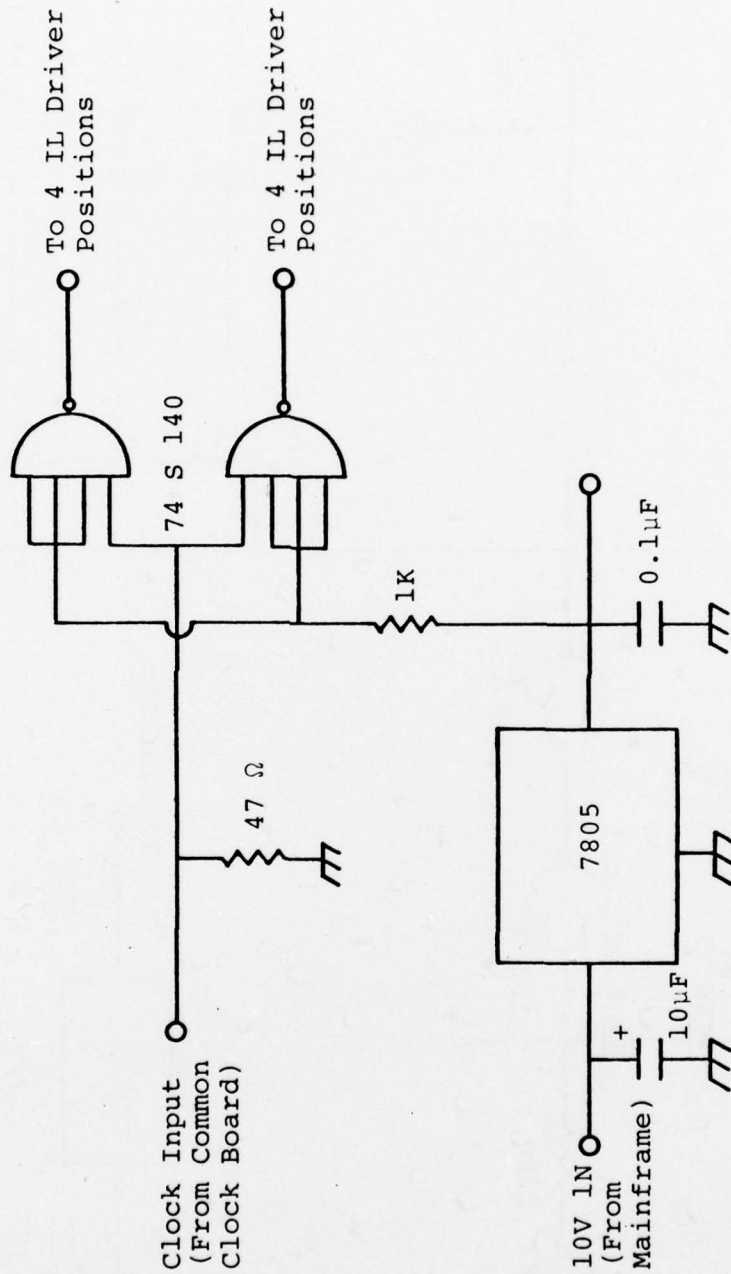 To 4 IL Driver
Positions
74 S 140
To 4 IL Driver
Positions
Clock Input
(From Common
Clock Board)
47 Ω
1K
10V 1N
(From
Mainframe)
+
10µF
7805
0.1µF